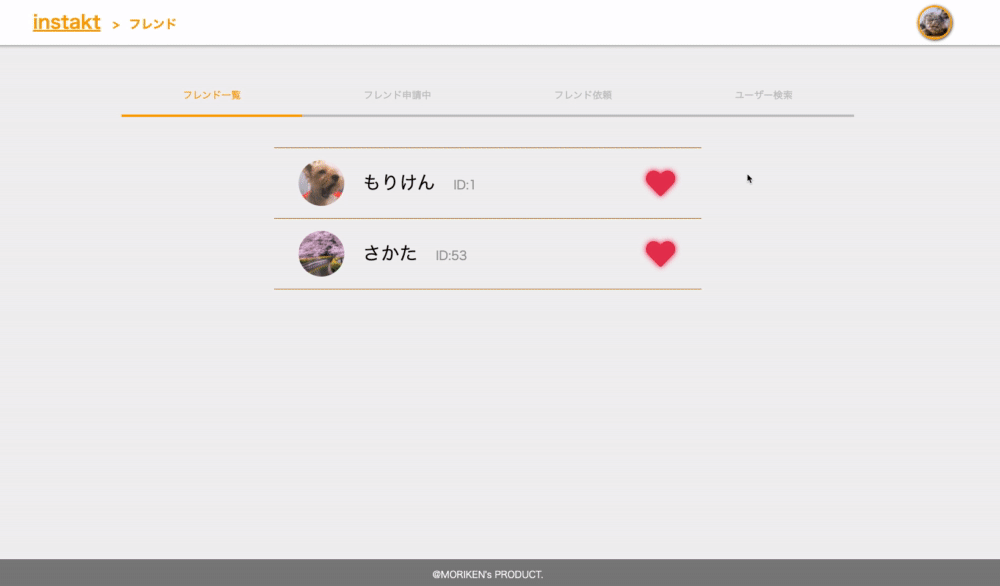 instakt > フレンド
フレンド一覧 フレンド申請中 フレンド依頼 ユーザー検索
もりけん ID:1
さかた ID:53
@MORIKEN's PRODUCT.